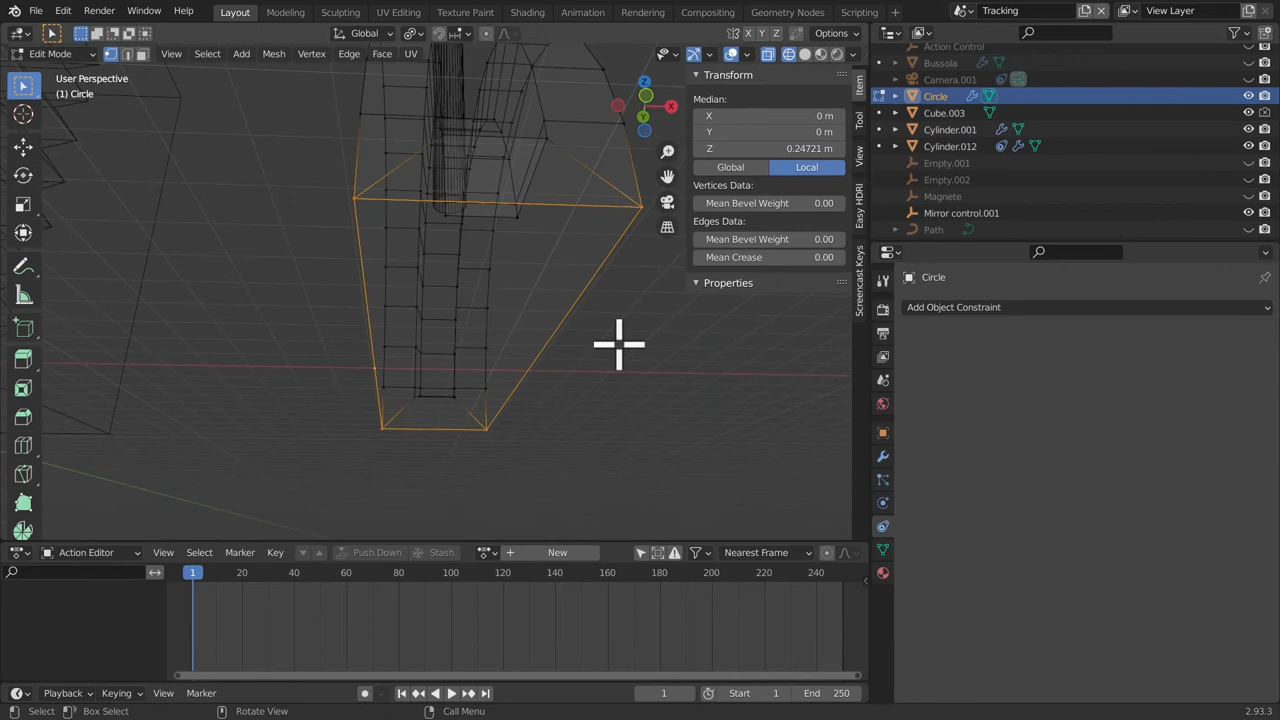 File Edit Render Window Help Layout Modeling Sculpting UV Editing Texture Paint Shading Animation Rendering Compositing Geometry Nodes Scripting + Tracking View Layer
Global X Y Z Options
Edit Mode View Select Add Mesh Vertex Edge Face UV
User Perspective
(1) Circle
Z
X
Y
Transform
Median:
X 0 m
Y 0 m
Z 0.24721 m
Global Local
Vertices Data:
Mean Bevel Weight 0.00
Edges Data:
Mean Bevel Weight 0.00
Mean Crease 0.00
Properties
Item
Tool
View
Easy HDRI
Screencast Keys
Action Control
Bussola
Camera.001
Circle
Cube.003
Cylinder.001
Cylinder.012
Empty.001
Empty.002
Magnete
Mirror control.001
Path
Circle
Add Object Constraint
Action Editor View Select Marker Key Push Down Stash New Nearest Frame
1 20 40 60 80 100 120 140 160 180 200 220 240
Playback Keying View Marker 1 Start 1 End 250
Select Box Select Rotate View Call Menu 2.93.3